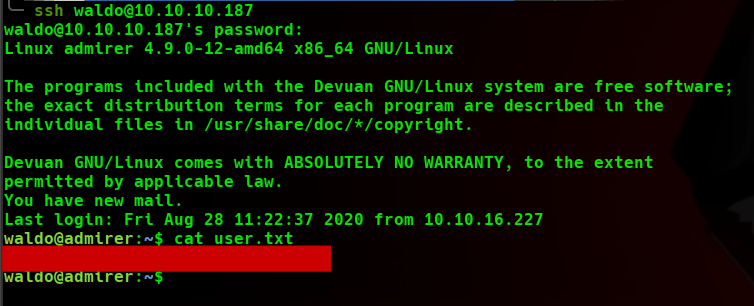 ssh waldo@10.10.10.187
waldo@10.10.10.187's password:
Linux admirer 4.9.0-12-amd64 x86_64 GNU/Linux
The programs included with the Devuan GNU/Linux system are free software;
the exact distribution terms for each program are described in the
individual files in /usr/share/doc/*/copyright.
Devuan GNU/Linux comes with ABSOLUTELY NO WARRANTY, to the extent
permitted by applicable law.
You have new mail.
Last login: Fri Aug 28 11:22:37 2020 from 10.10.16.227
waldo@admirer:~$ cat user.txt
waldo@admirer:~$